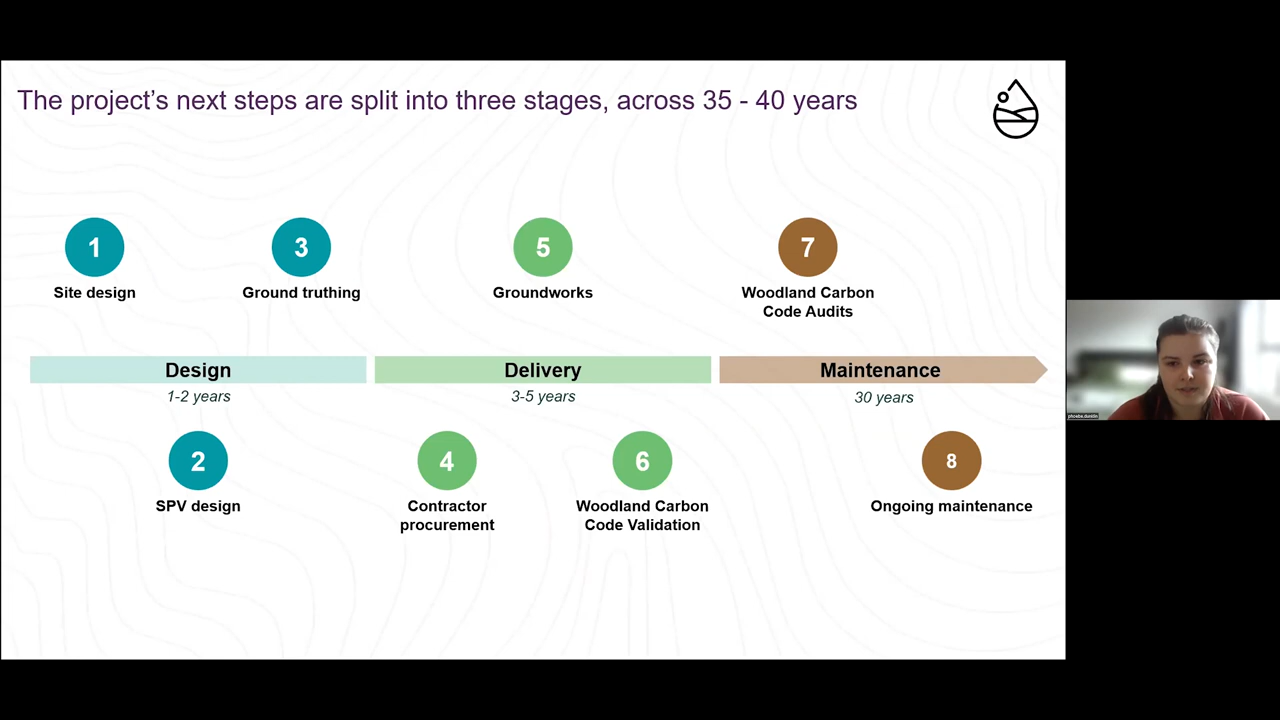 The project's next steps are split into three stages, across 35 - 40 years
1
Site design
3
Ground truthing
5
Groundworks
7
Woodland Carbon
Code Audits
Design
1-2 years
Delivery
3-5 years
Maintenance
30 years
2
SPV design
4
Contractor
procurement
6
Woodland Carbon
Code Validation
8
Ongoing maintenance